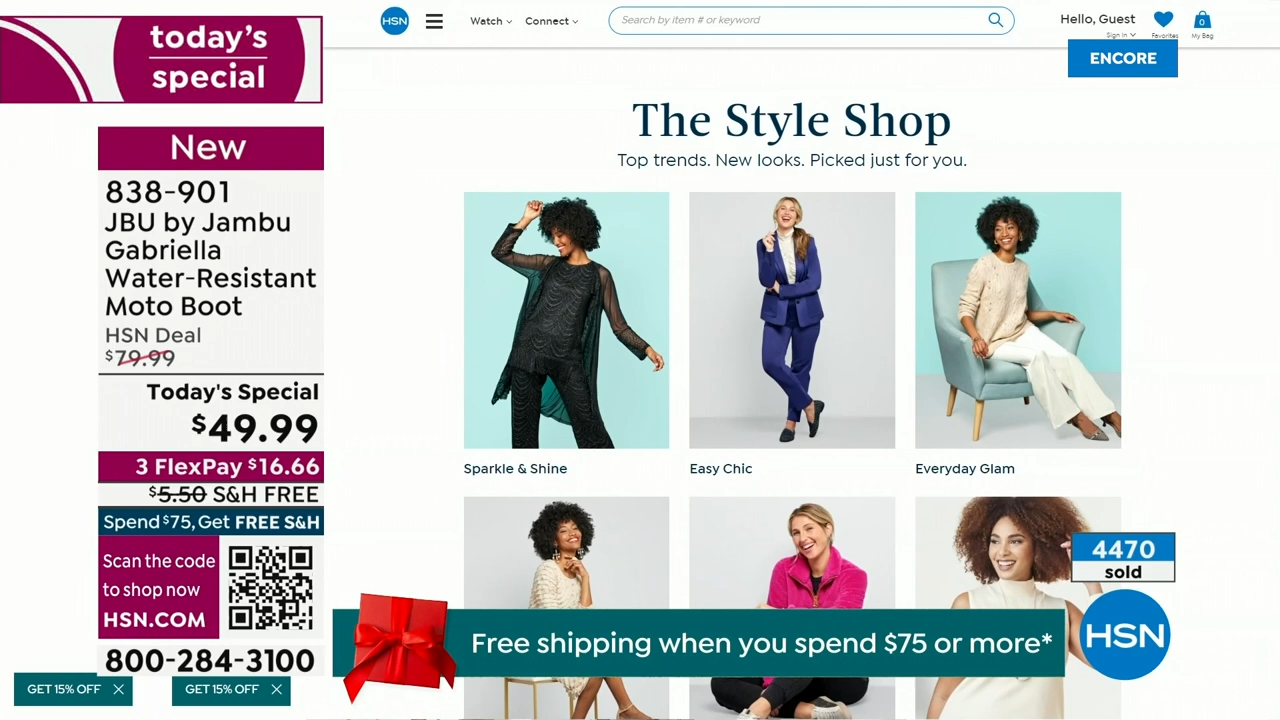 today's
special
New
838-901
JBU by Jambu
Gabriella
Water-Resistant
Moto Boot
HSN Deal
$79.99
Today's Special
$49.99
3 FlexPay $16.66
$5.50 S&H FREE
Spend $75, Get FREE S&H
Scan the code
to shop now
HSN.COM
800-284-3100
GET 15% OFF
GET 15% OFF
HSN
Watch
Connect
Search by item # or keyword
Hello, Guest
Sign In
Favorites
0
My Bag
ENCORE
The Style Shop
Top trends. New looks. Picked just for you.
Sparkle & Shine
Easy Chic
Everyday Glam
4470
sold
Free shipping when you spend $75 or more*
HSN